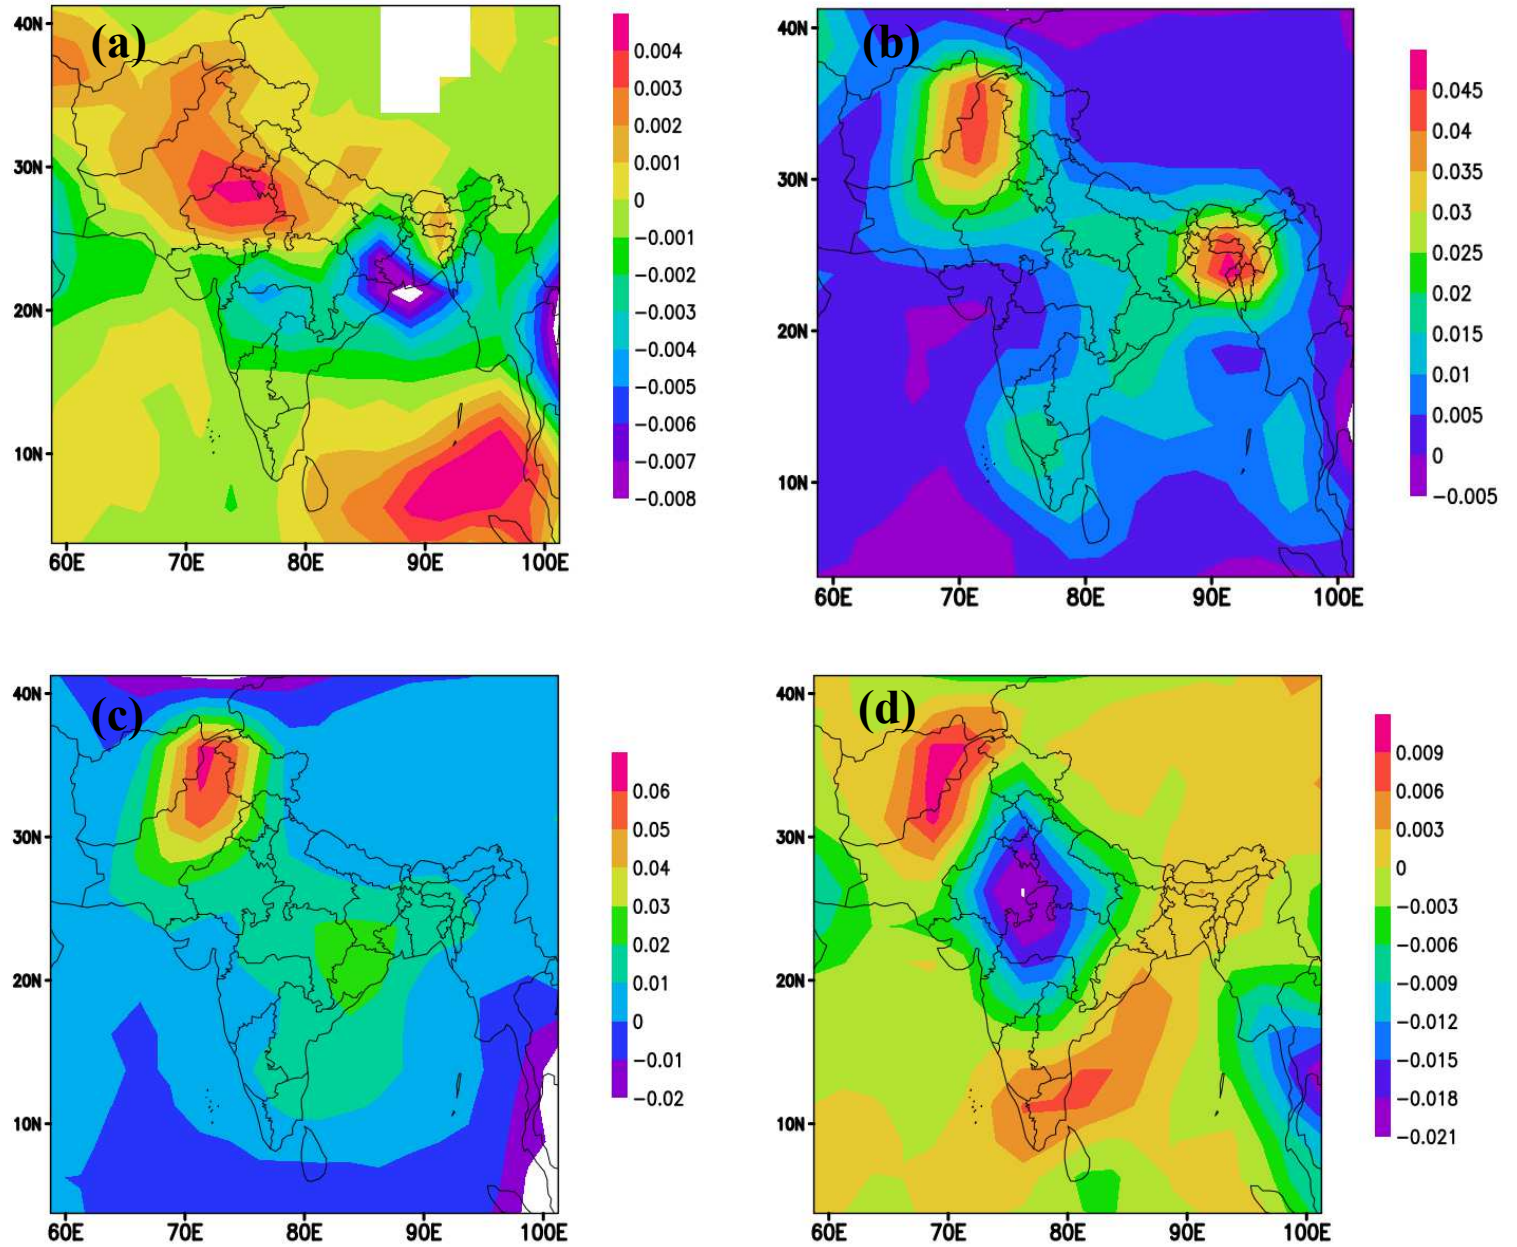 (a)
40N
30N
20N
10N
60E 70E 80E 90E 100E
0.004
0.003
0.002
0.001
0
−0.001
−0.002
−0.003
−0.004
−0.005
−0.006
−0.007
−0.008
(b)
40N
30N
20N
10N
60E 70E 80E 90E 100E
0.045
0.04
0.035
0.03
0.025
0.02
0.015
0.01
0.005
0
−0.005
(c)
40N
30N
20N
10N
60E 70E 80E 90E 100E
0.06
0.05
0.04
0.03
0.02
0.01
0
−0.01
−0.02
(d)
40N
30N
20N
10N
60E 70E 80E 90E 100E
0.009
0.006
0.003
0
−0.003
−0.006
−0.009
−0.012
−0.015
−0.018
−0.021